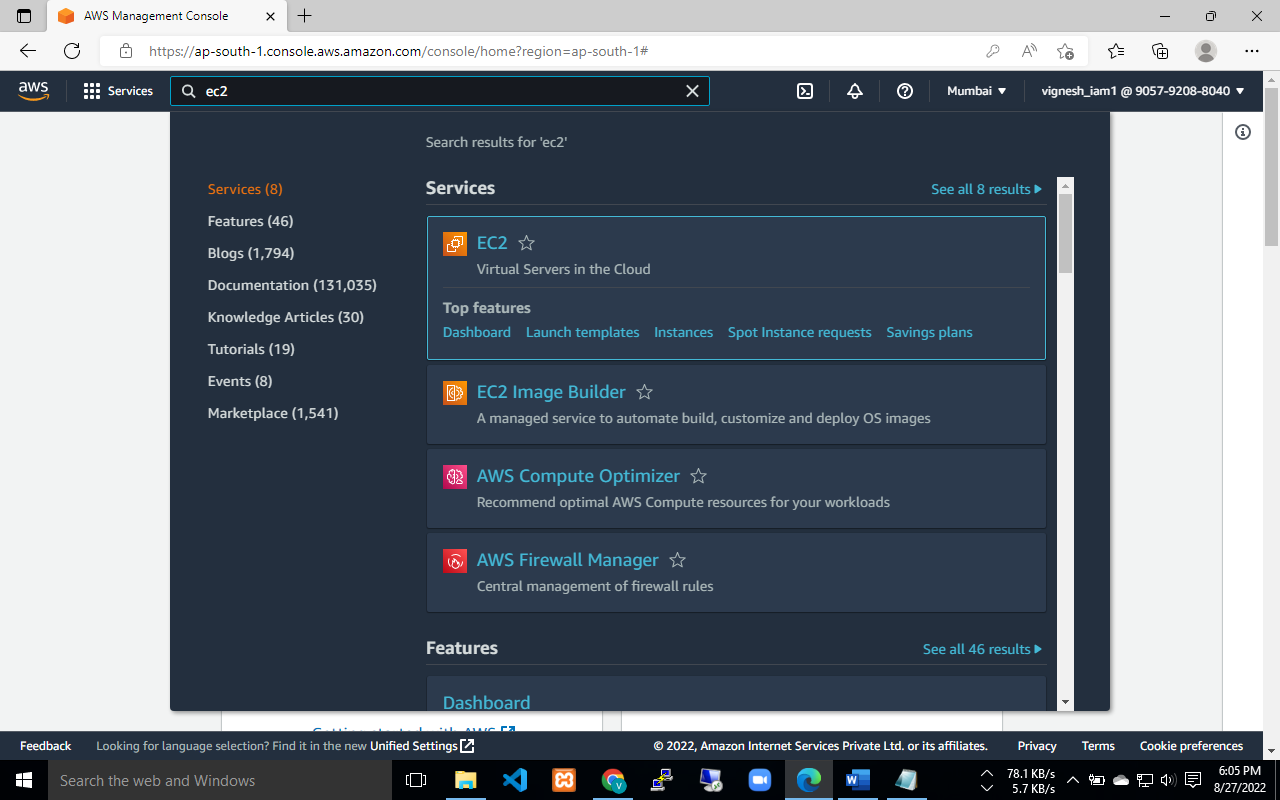 AWS Management Console
https://ap-south-1.console.aws.amazon.com/console/home?region=ap-south-1#
aws
Services
ec2
Mumbai
vignesh_iam1 @ 9057-9208-8040
Search results for 'ec2'
Services (8)
Features (46)
Blogs (1,794)
Documentation (131,035)
Knowledge Articles (30)
Tutorials (19)
Events (8)
Marketplace (1,541)
Services
See all 8 results
EC2
Virtual Servers in the Cloud
Top features
Dashboard Launch templates Instances Spot Instance requests Savings plans
EC2 Image Builder
A managed service to automate build, customize and deploy OS images
AWS Compute Optimizer
Recommend optimal AWS Compute resources for your workloads
AWS Firewall Manager
Central management of firewall rules
Features
See all 46 results
Dashboard
Getting started with AWS
Feedback Looking for language selection? Find it in the new Unified Settings © 2022, Amazon Internet Services Private Ltd. or its affiliates. Privacy Terms Cookie preferences
Search the web and Windows
78.1 KB/s
5.7 KB/s
6:05 PM
8/27/2022